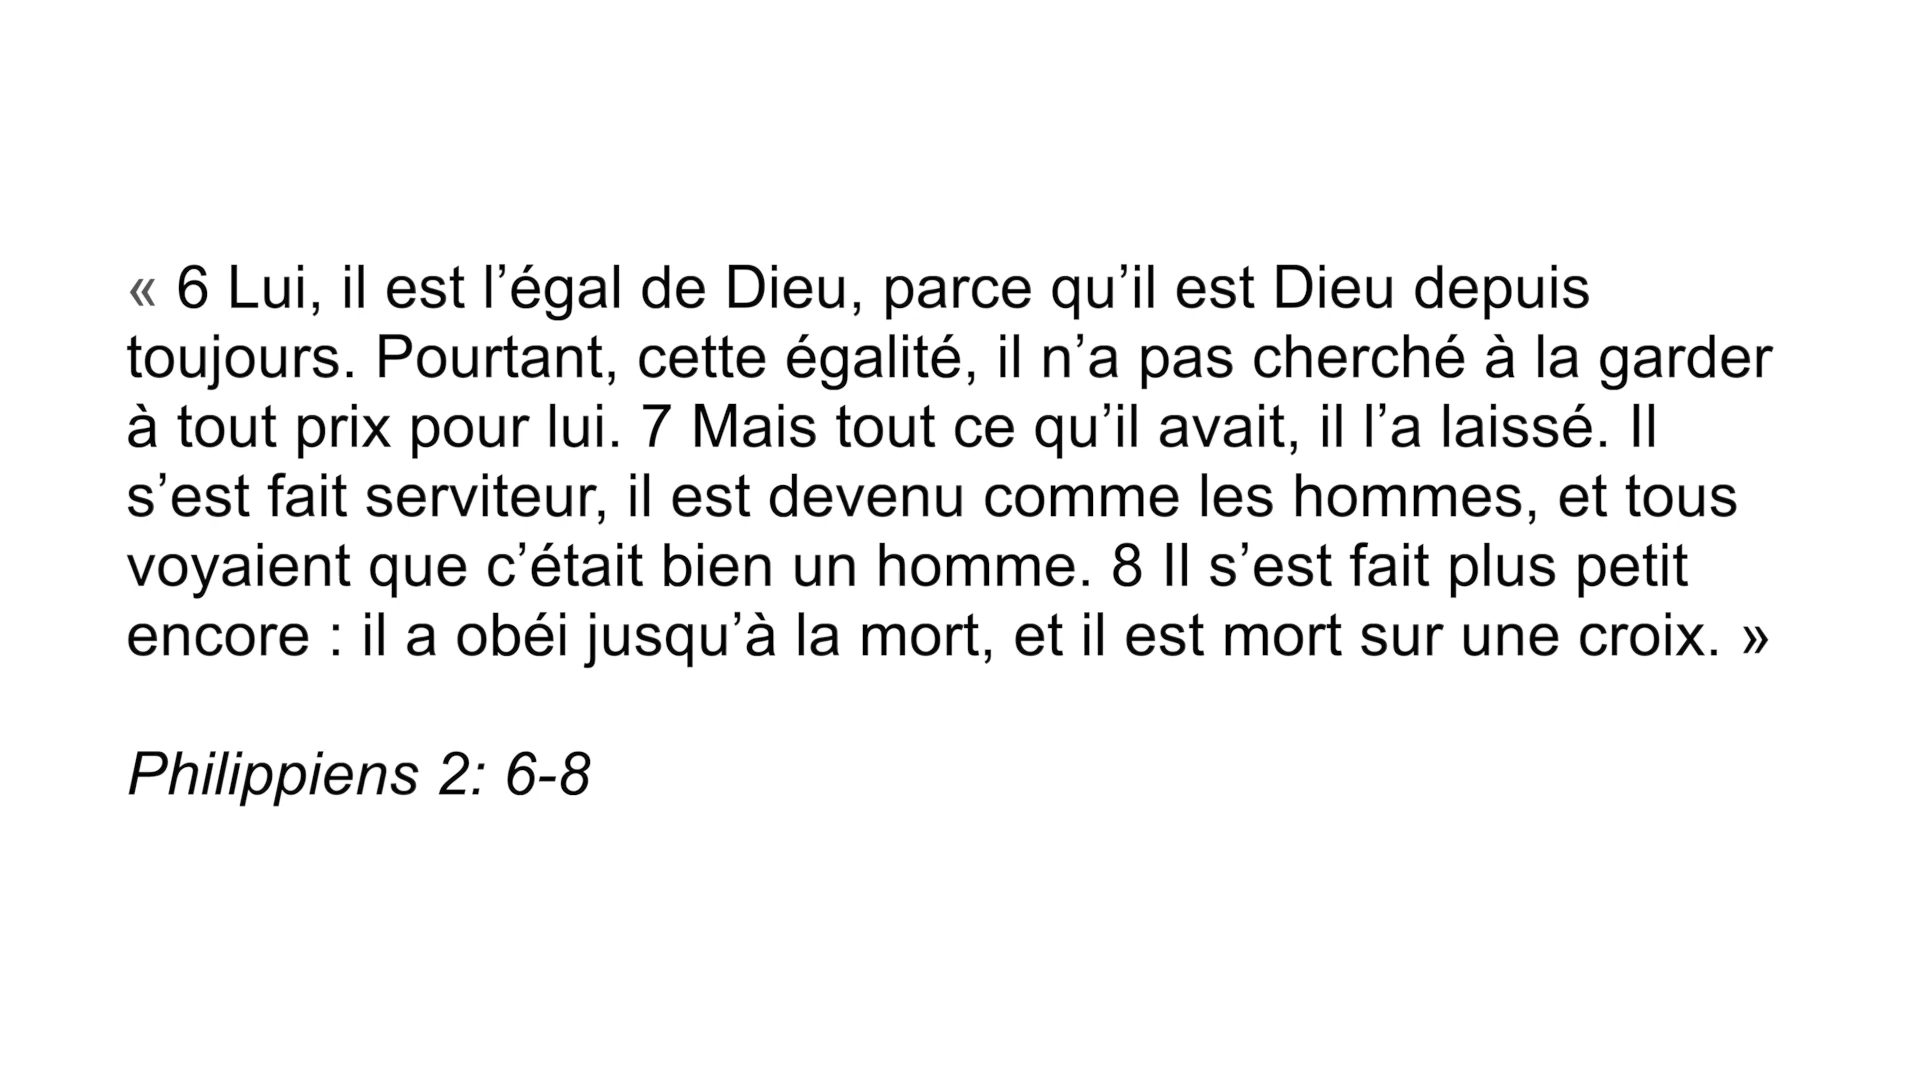 « 6 Lui, il est l’égal de Dieu, parce qu’il est Dieu depuis
toujours. Pourtant, cette égalité, il n’a pas cherché à la garder
à tout prix pour lui. 7 Mais tout ce qu’il avait, il l’a laissé. Il
s’est fait serviteur, il est devenu comme les hommes, et tous
voyaient que c’était bien un homme. 8 Il s’est fait plus petit
encore : il a obéi jusqu’à la mort, et il est mort sur une croix. »
Philippiens 2: 6-8